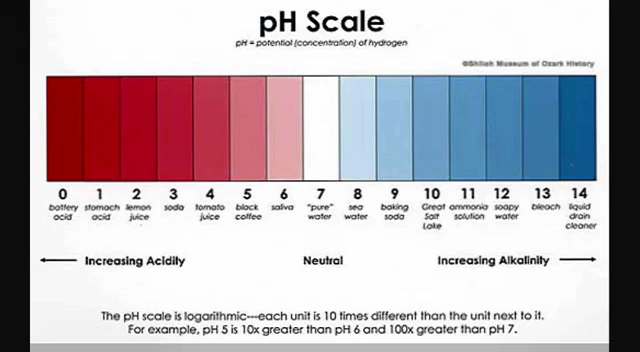 pH Scale
pH = potential (concentration) of hydrogen
©Shiloh Museum of Ozark History
0 1 2 3 4 5 6 7 8 9 10 11 12 13 14
battery stomach lemon soda tomato black saliva "pure" sea baking Great ammonia soapy bleach liquid
acid acid juice juice coffee water water soda Salt solution water drain
Lake cleaner
Increasing Acidity Neutral Increasing Alkalinity
The pH scale is logarithmic---each unit is 10 times different than the unit next to it.
For example, pH 5 is 10x greater than pH 6 and 100x greater than pH 7.